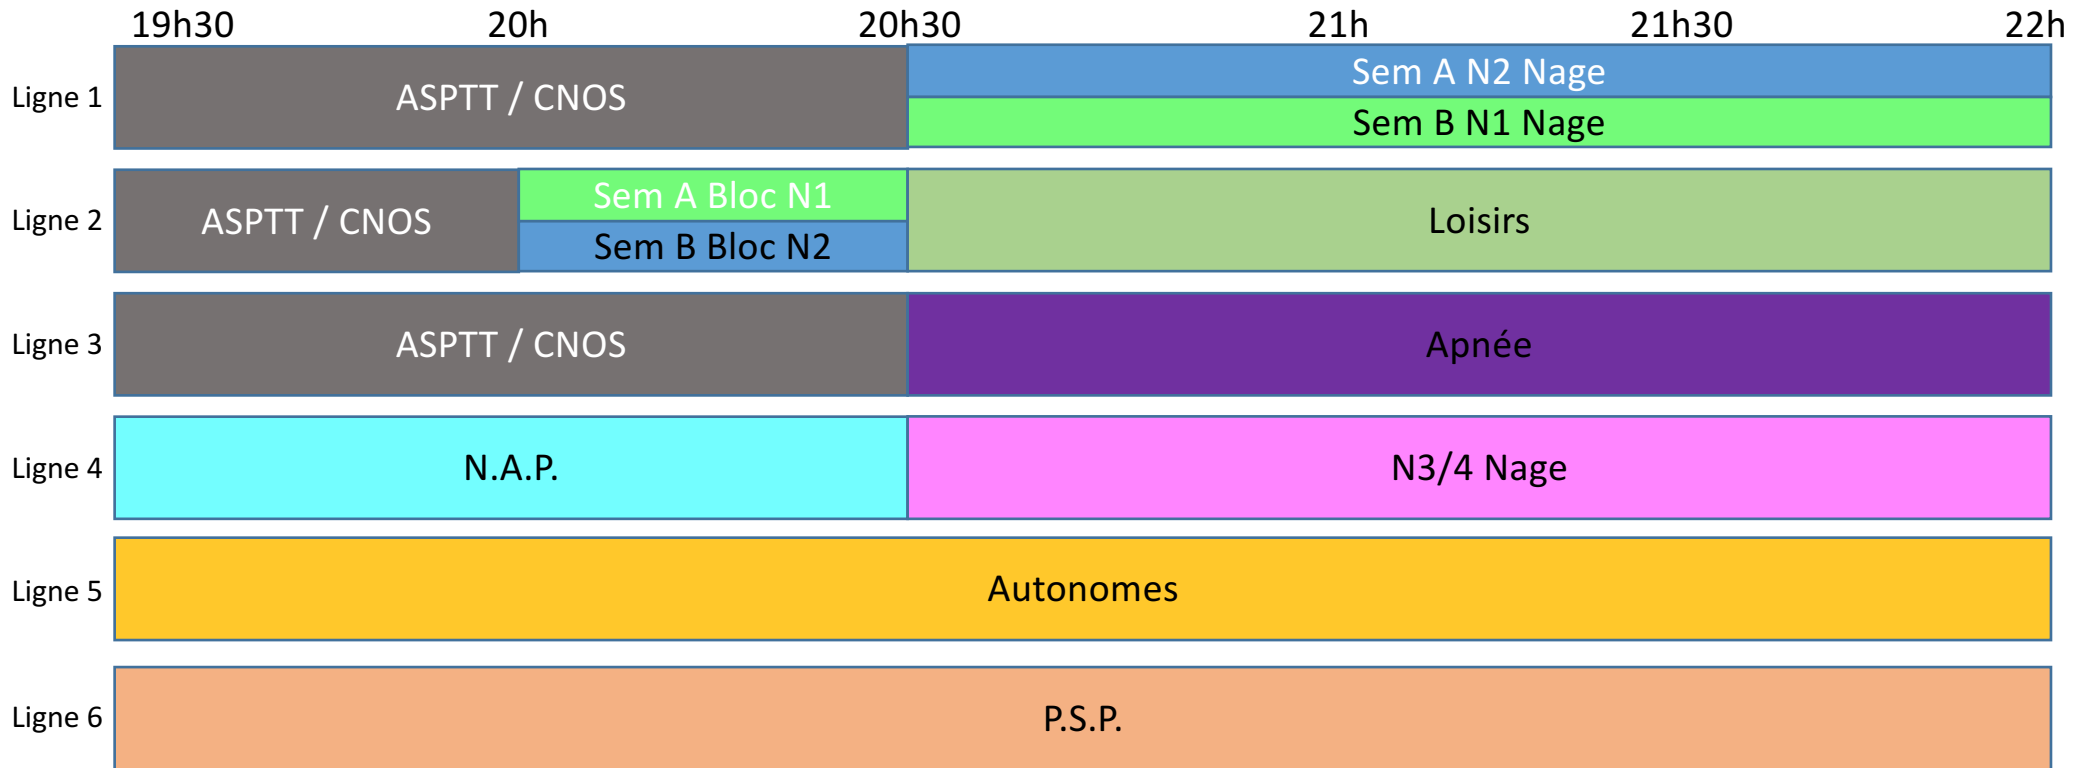 19h30 20h 20h30 21h 21h30 22h
Ligne 1
ASPTT / CNOS
Sem A N2 Nage
Sem B N1 Nage
Ligne 2
ASPTT / CNOS
Sem A Bloc N1
Sem B Bloc N2
Loisirs
Ligne 3
ASPTT / CNOS
Apnée
Ligne 4
N.A.P.
N3/4 Nage
Ligne 5
Autonomes
Ligne 6
P.S.P.